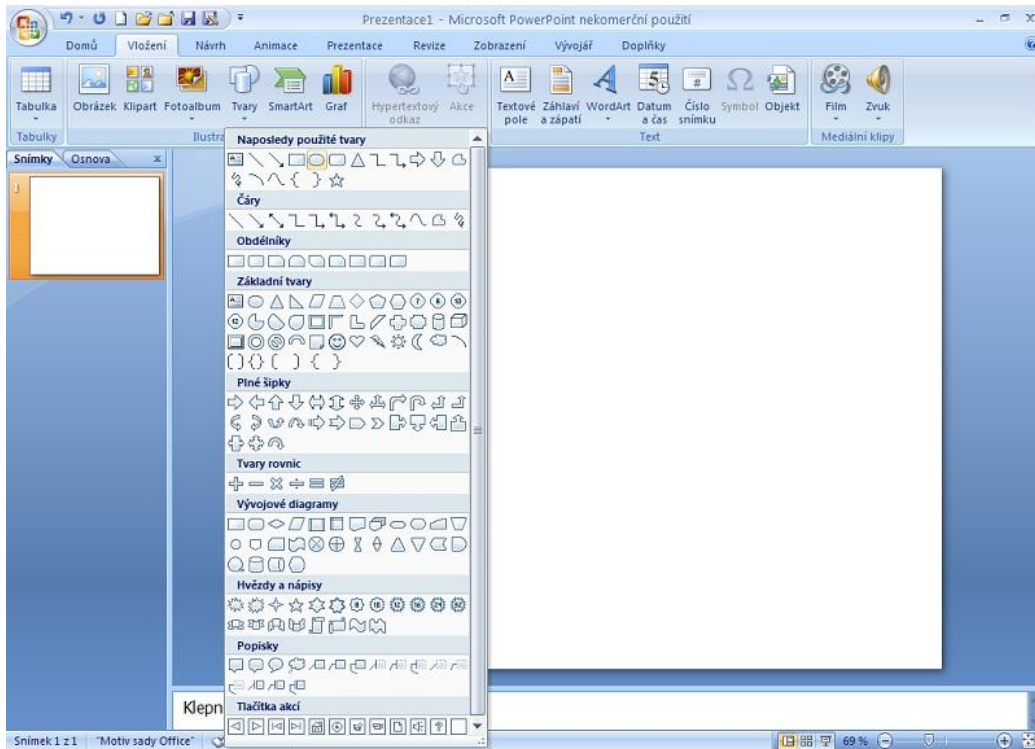 Prezentace1 - Microsoft PowerPoint nekomerční použití
Domů Vložení Návrh Animace Prezentace Revize Zobrazení Vývojář Doplňky
Tabulka Obrázek Klipart Fotoalbum Tvary SmartArt Graf Hypertextový odkaz Akce Textové pole Záhlaví a zápatí WordArt Datum a čas Číslo snímku Symbol Objekt Film Zvuk
Tabulky Ilustra Text Mediální klipy
Snímky Osnova
1
Naposledy použité tvary
Čáry
Obdélníky
Základní tvary
Plné šipky
Tvary rovnic
Vývojové diagramy
Hvězdy a nápisy
Popisky
Tlačítka akcí
Klepn
Snímek 1 z 1 "Motiv sady Office" 69 %